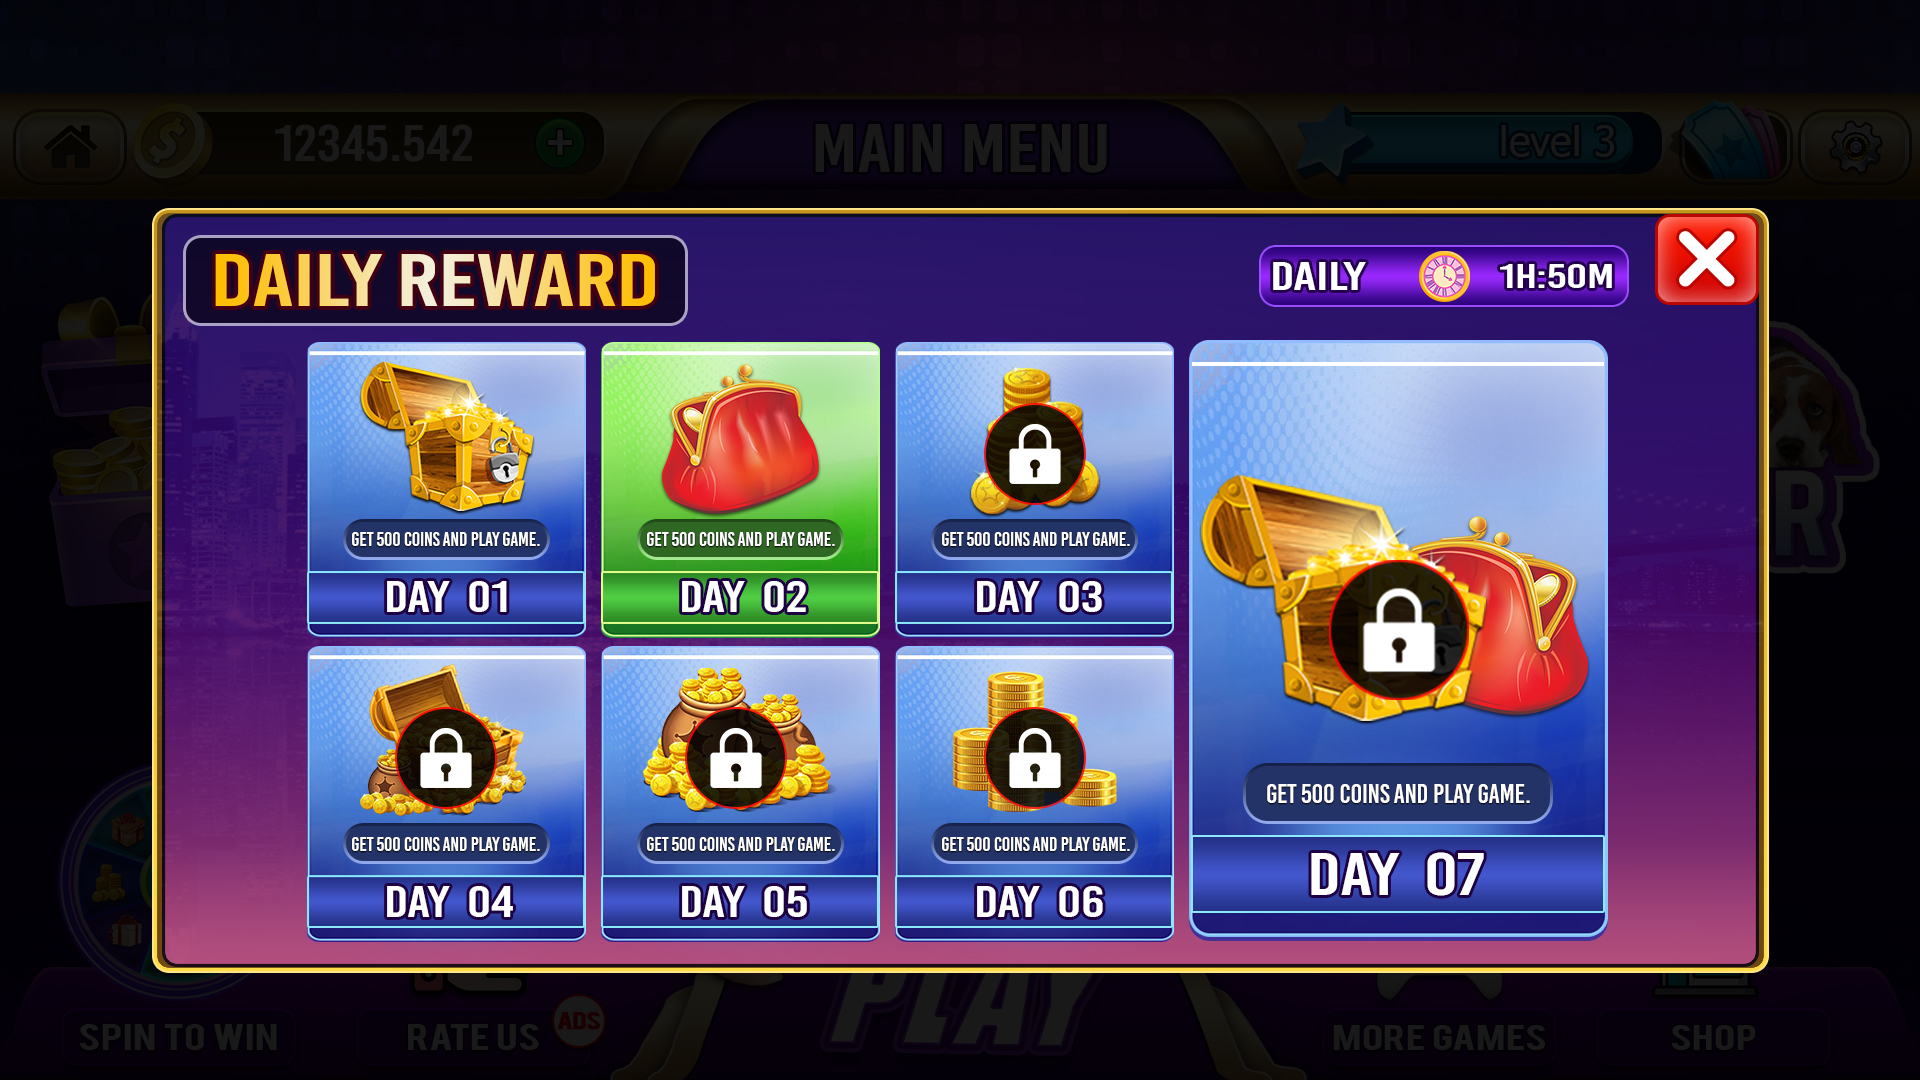 12345.542
MAIN MENU
level 3
DAILY REWARD
DAILY 1H:50M
GET 500 COINS AND PLAY GAME.
DAY 01
GET 500 COINS AND PLAY GAME.
DAY 02
GET 500 COINS AND PLAY GAME.
DAY 03
GET 500 COINS AND PLAY GAME.
DAY 04
GET 500 COINS AND PLAY GAME.
DAY 05
GET 500 COINS AND PLAY GAME.
DAY 06
GET 500 COINS AND PLAY GAME.
DAY 07
SPIN TO WIN
RATE US
ADS
PLAY
MORE GAMES
SHOP